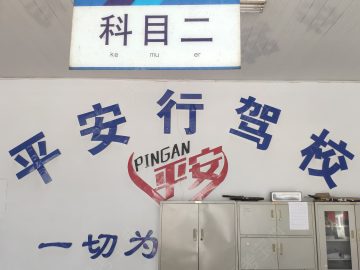 科目二
ke mu er
平安行驾校
PINGAN
平安
一切为